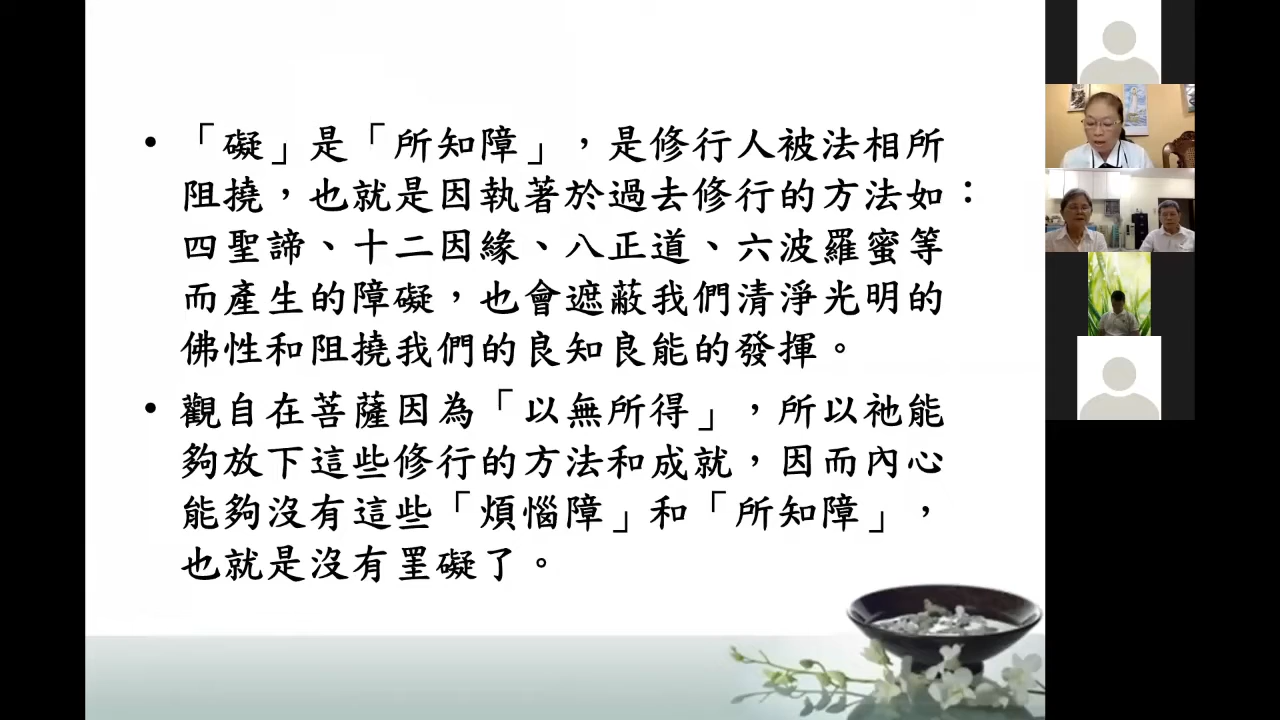 •「礙」是「所知障」，是修行人被法相所
阻撓，也就是因執著於過去修行的方法如：
四聖諦、十二因緣、八正道、六波羅蜜等
而產生的障礙，也會遮蔽我們清淨光明的
佛性和阻撓我們的良知良能的發揮。
•觀自在菩薩因為「以無所得」，所以祂能
夠放下這些修行的方法和成就，因而內心
能夠沒有這些「煩惱障」和「所知障」，
也就是沒有罣礙了。